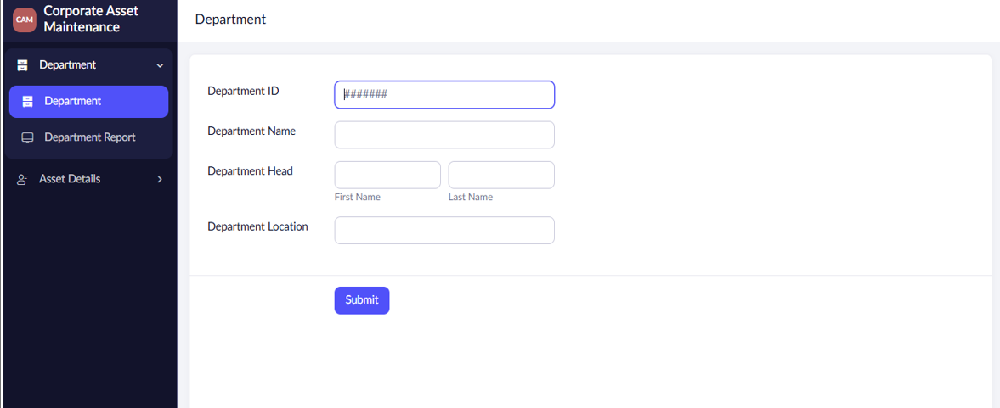 CAM
Corporate Asset
Maintenance
Department
Department
Department
Department Report
Asset Details
Department ID
#######
Department Name
Department Head
First Name
Last Name
Department Location
Submit